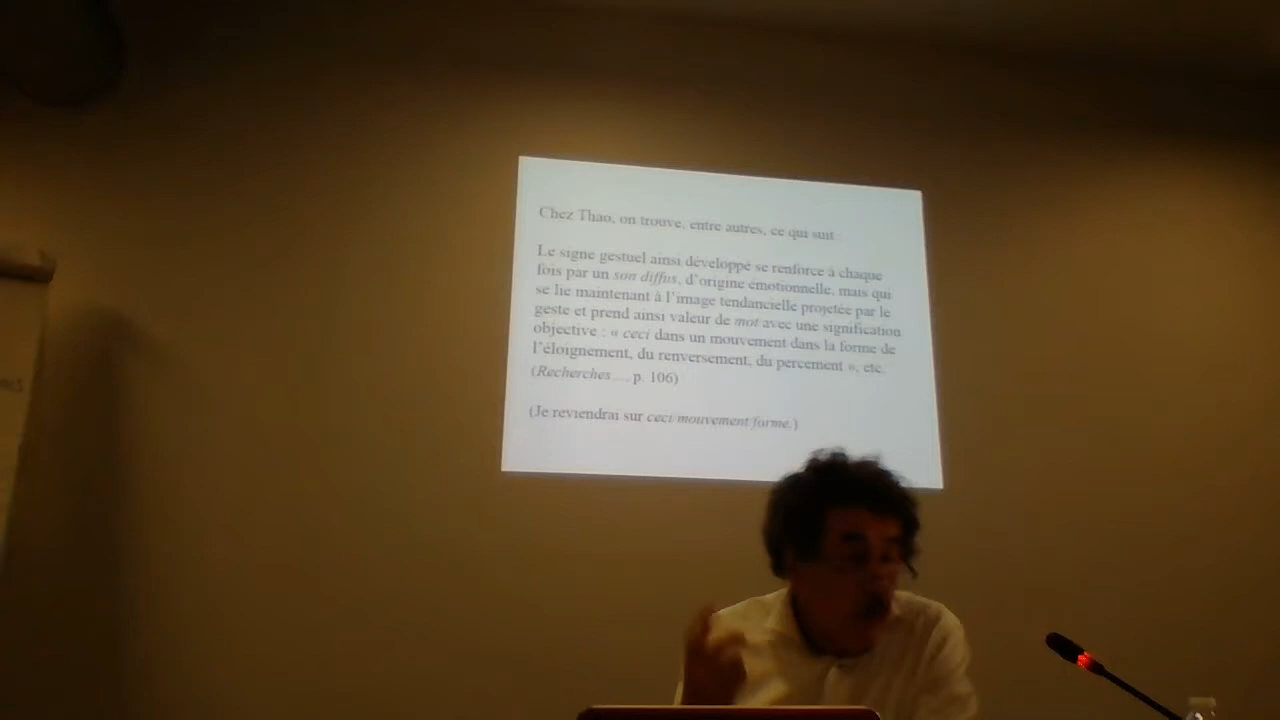 Chez Thao, on trouve, entre autres, ce qui suit :
Le signe gestuel ainsi développé se renforce à chaque
fois par un son diffus, d'origine émotionnelle, mais qui
se lie maintenant à l'image tendancielle projetée par le
geste et prend ainsi valeur de mot avec une signification
objective : « ceci dans un mouvement dans la forme de
l'éloignement, du renversement, du percement », etc.
(Recherches ..., p. 106)
(Je reviendrai sur ceci mouvement forme.)